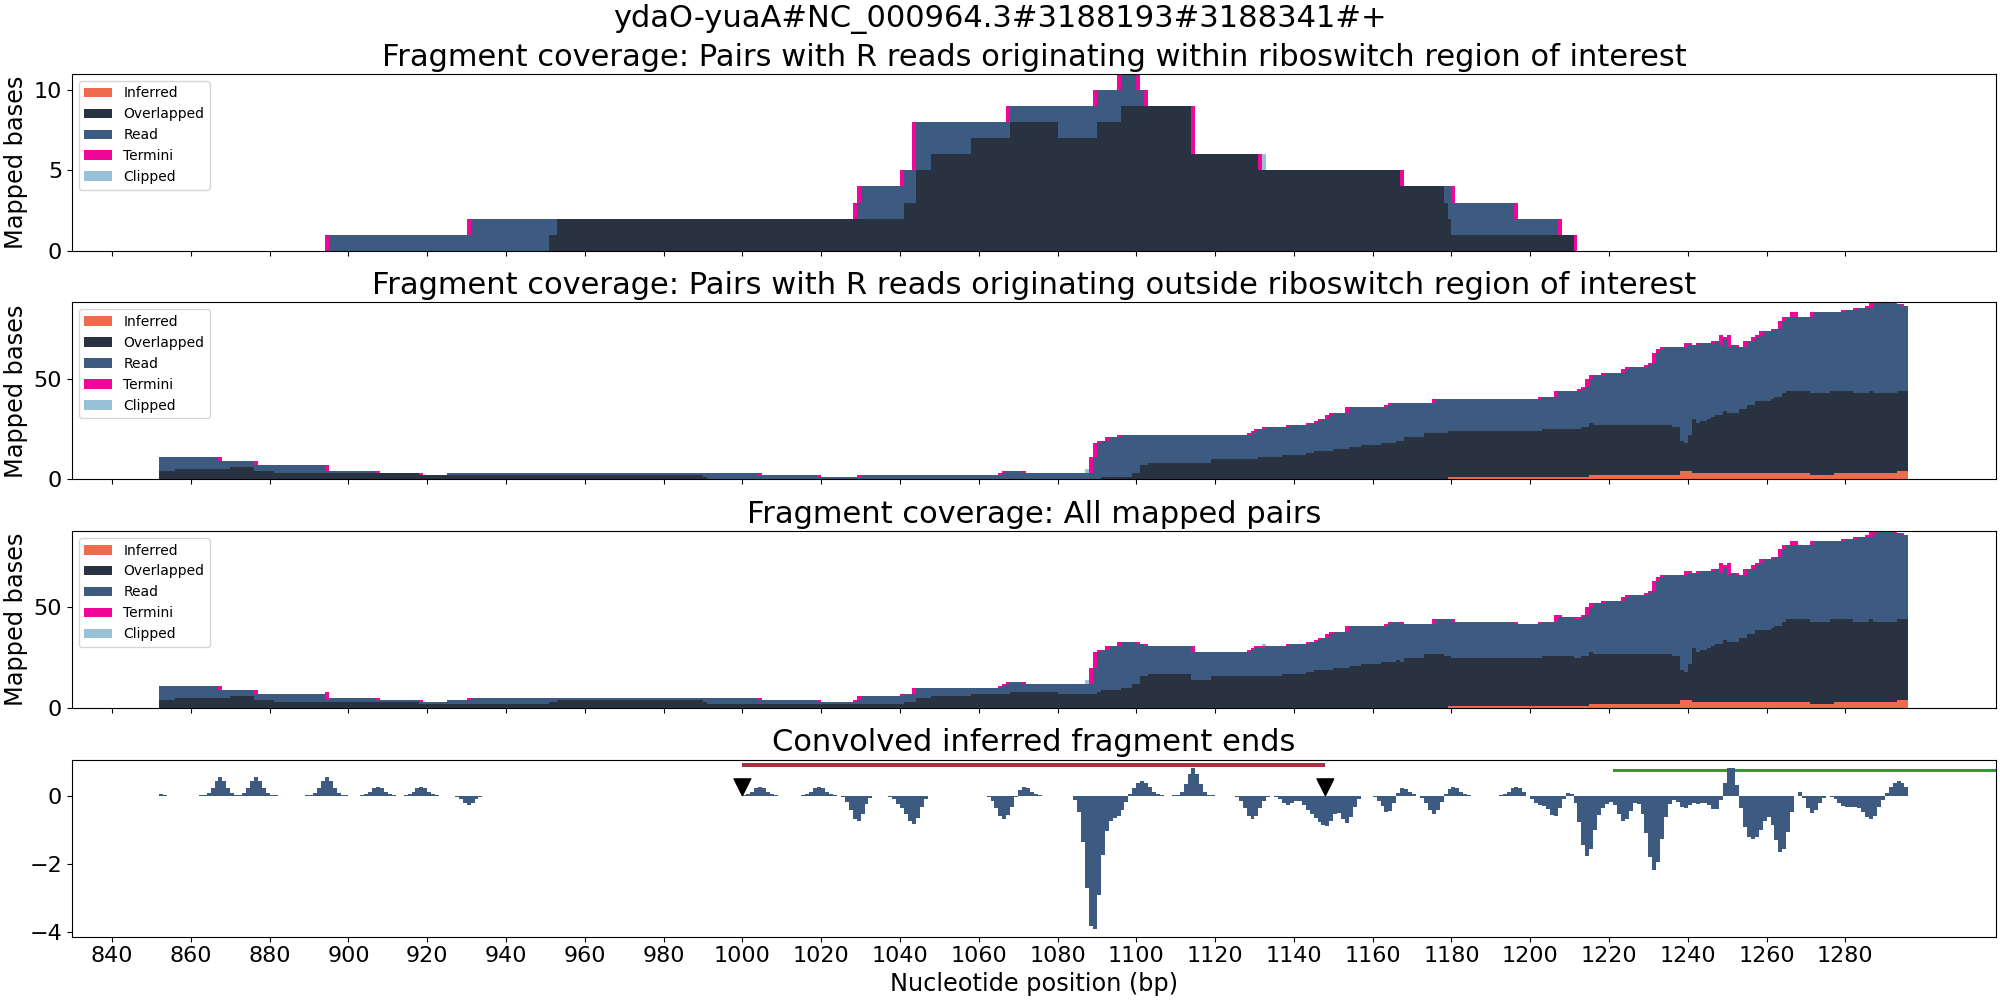 ydaO-yuaA#NC_000964.3#3188193#3188341#+
Fragment coverage: Pairs with R reads originating within riboswitch region of interest
Mapped bases
10
5
0
Inferred
Overlapped
Read
Termini
Clipped
Fragment coverage: Pairs with R reads originating outside riboswitch region of interest
Mapped bases
50
0
Inferred
Overlapped
Read
Termini
Clipped
Fragment coverage: All mapped pairs
Mapped bases
50
0
Inferred
Overlapped
Read
Termini
Clipped
Convolved inferred fragment ends
0
−2
−4
840 860 880 900 920 940 960 980 1000 1020 1040 1060 1080 1100 1120 1140 1160 1180 1200 1220 1240 1260 1280
Nucleotide position (bp)